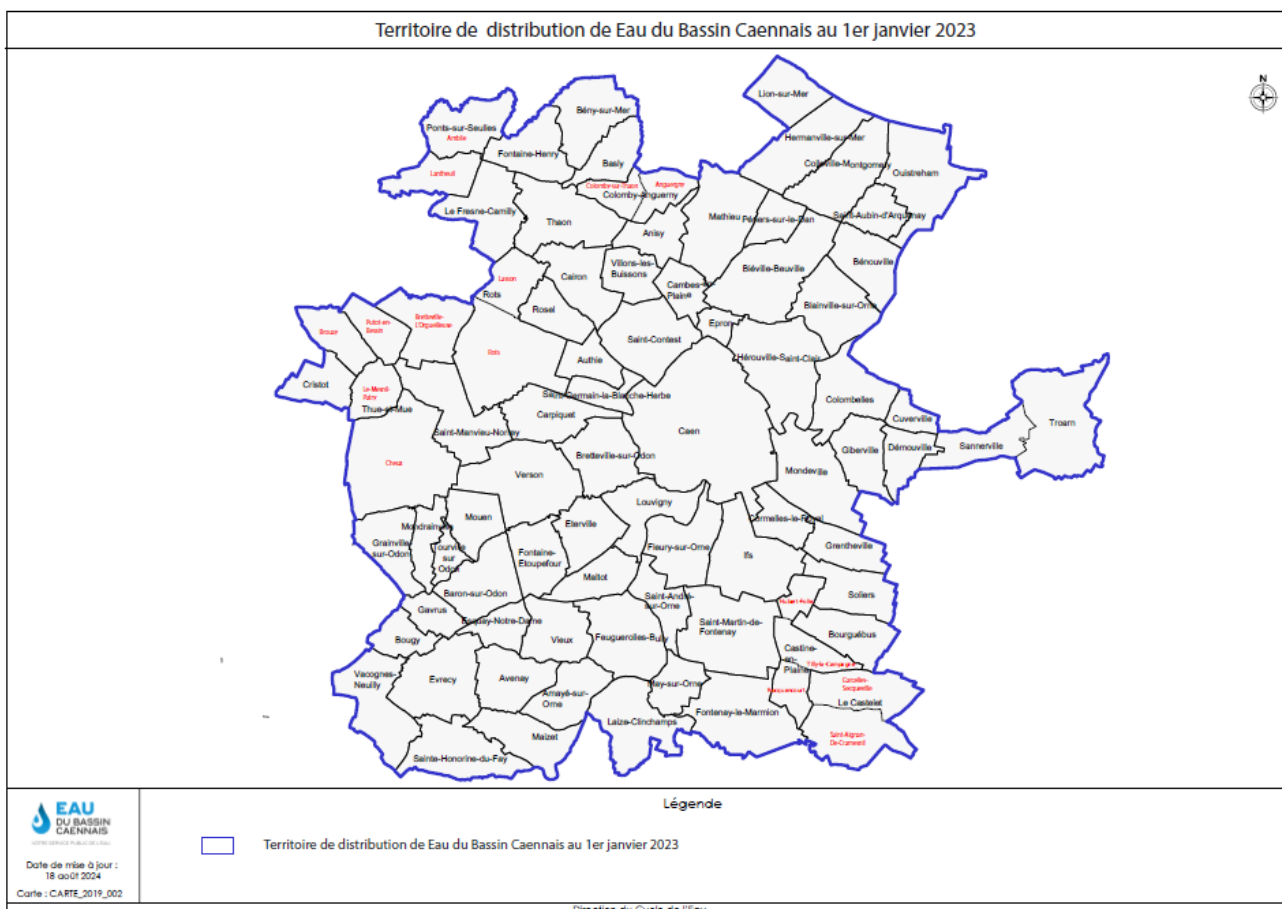 Territoire de distribution de Eau du Bassin Caennais au 1er janvier 2023
N
Lion-sur-Mer
Bény-sur-Mer
Ponts-sur-Seulles
Amblie
Hermanville-sur-Mer
Fontaine-Henry
Basly
Colleville-Montgomery
Ouistreham
Lantheuil
Colomby-sur-Thaon
Anguerny
Colomby-Anguerny
Le Fresne-Camilly
Thaon
Anisy
Mathieu
Périers-sur-le-Dan
Saint-Aubin-d'Arquenay
Bénouville
Villons-les-
Buissons
Biéville-Beuville
Lasson
Cairon
Cambes-en-
Plaine
Rots
Rosel
Blainville-sur-Orne
Bretteville-
L'Orgueilleuse
Putot-en-
Bessin
Brouay
Epron
Saint-Contest
Rots
Authie
Hérouville-Saint-Clair
Cristot
Le-Mesnil-
Patry
Thue-et-Mue
Saint-Germain-la-Blanche-Herbe
Carpiquet
Colombelles
Cuverville
Troarn
Saint-Manvieu-Norrey
Caen
Sannerville
Giberville
Démouville
Bretteville-sur-Odon
Cheux
Verson
Mondeville
Louvigny
Mouen
Mondrainville
Eterville
Cormelles-le-Royal
Grainville
sur-Odon
Tourville
sur
Odon
Fontaine-
Etoupefour
Fleury-sur-Orne
Ifs
Grentheville
Maltot
Baron-sur-Odon
Soliers
Saint-André-
sur-Orne
Hubert-Folie
Gavrus
Esquay-Notre-Dame
Saint-Martin-de-
Fontenay
Bourguébus
Bougy
Vieux
Feuguerolles-Bully
Castine-
en-
Plaine
Tilly-la-Campagne
Vacognes-
Neuilly
Evrecy
Avenay
May-sur-Orne
Rocquancourt
Garcelles-
Secqueville
Amayé-sur-
Orne
Le Castelet
Fontenay-le-Marmion
Laize-Clinchamps
Maizet
Saint-Aignan-
De-Cramesnil
Sainte-Honorine-du-Fay
Légende
Territoire de distribution de Eau du Bassin Caennais au 1er janvier 2023
EAU
DU BASSIN
CAENNAIS
VOTRE SERVICE PUBLIC DE L'EAU
Date de mise à jour :
18 août 2024
Carte : CARTE_2019_002
Direction du Cycle de l'Eau